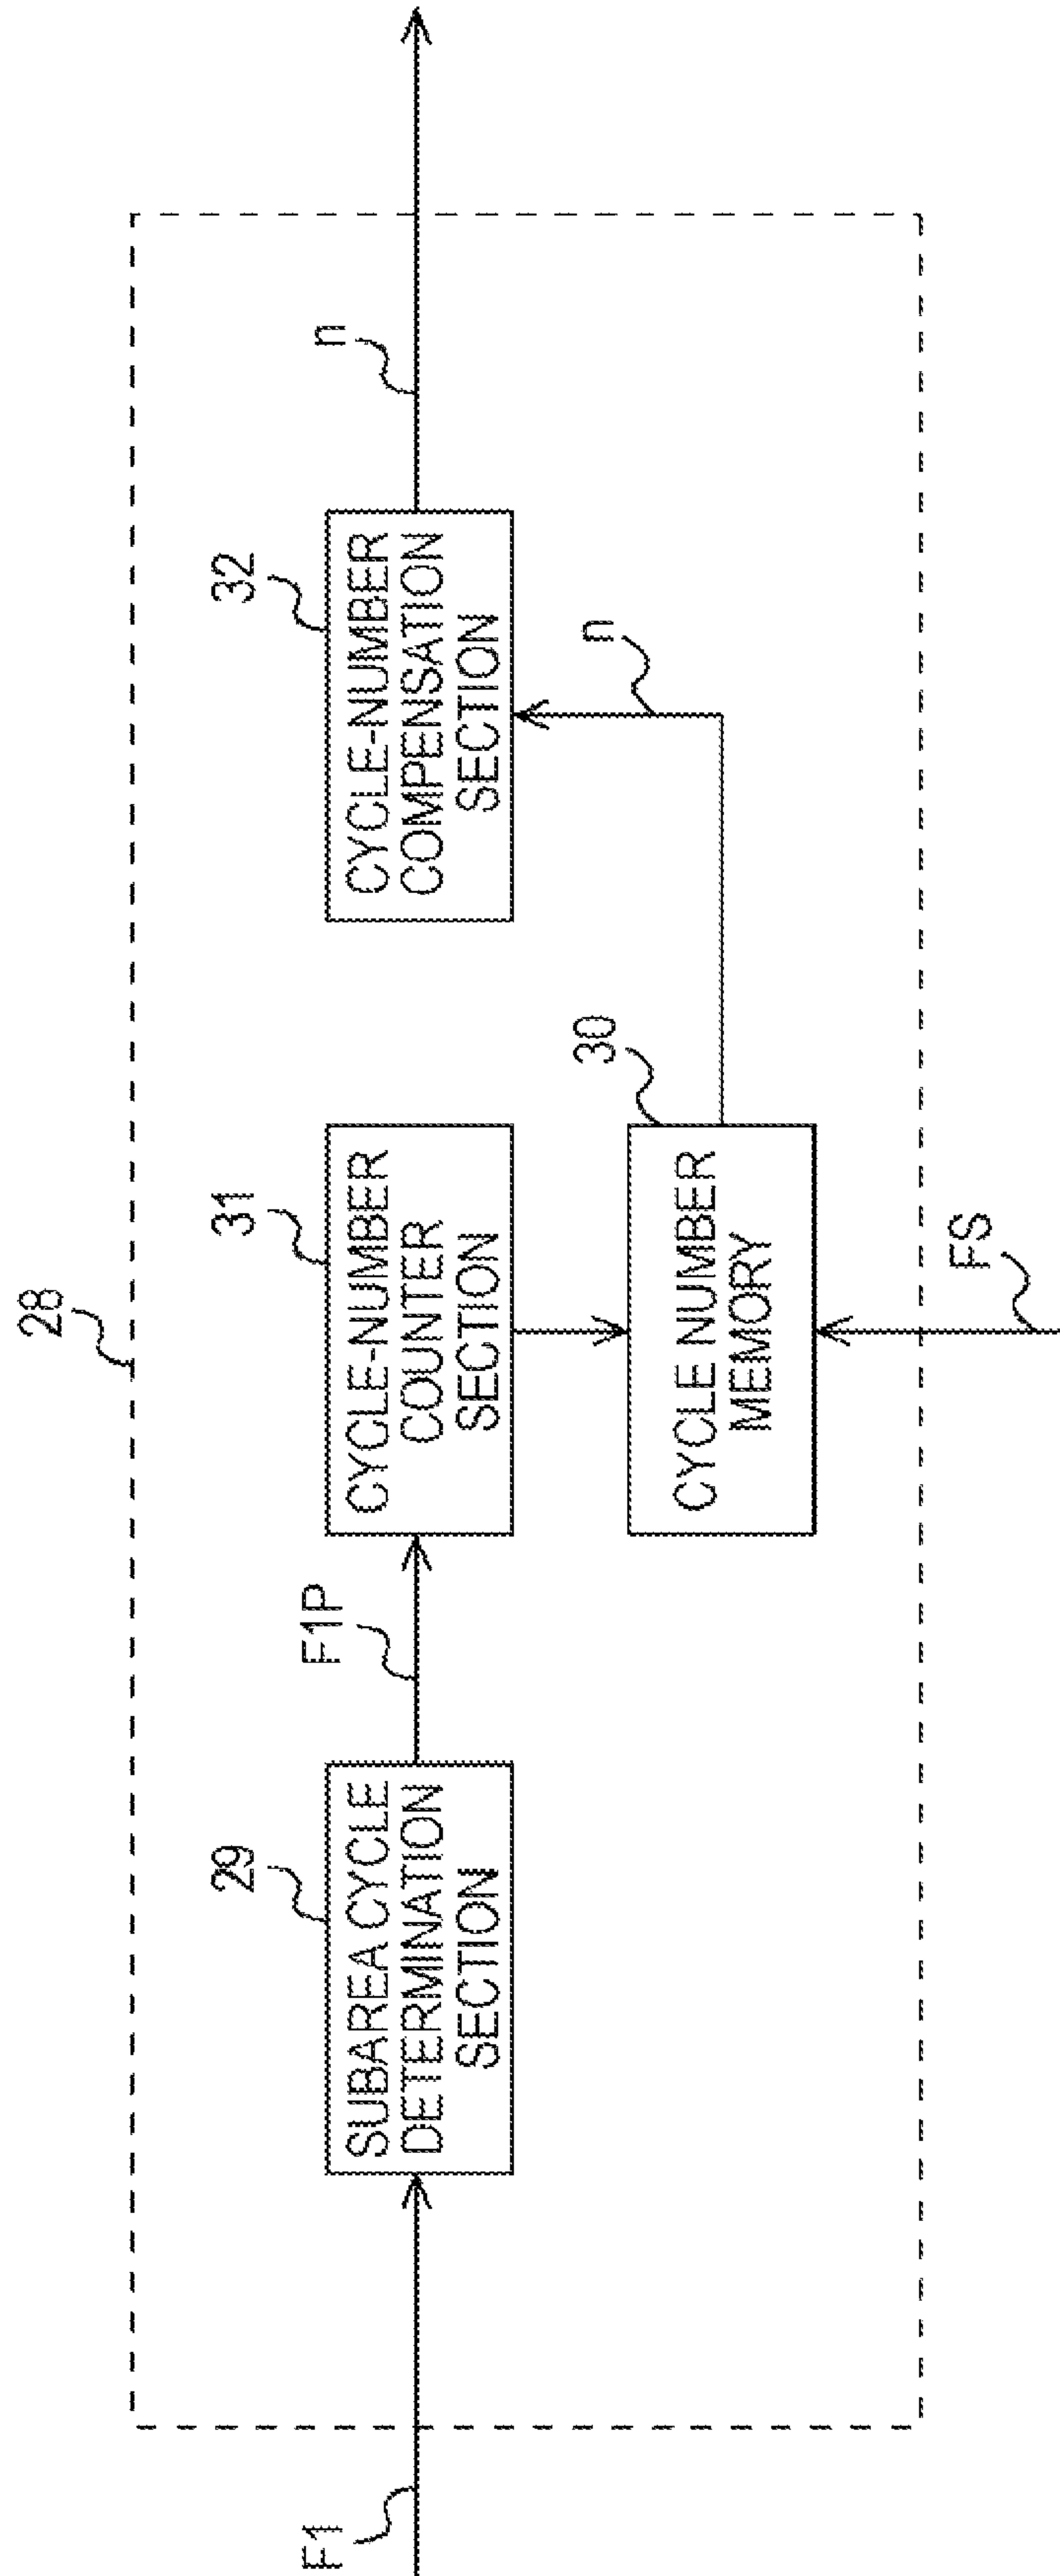 28
F1
29
SUBAREA CYCLE
DETERMINATION
SECTION
F1P
31
CYCLE-NUMBER
COUNTER
SECTION
32
CYCLE-NUMBER
COMPENSATION
SECTION
n
30
CYCLE NUMBER
MEMORY
n
FS